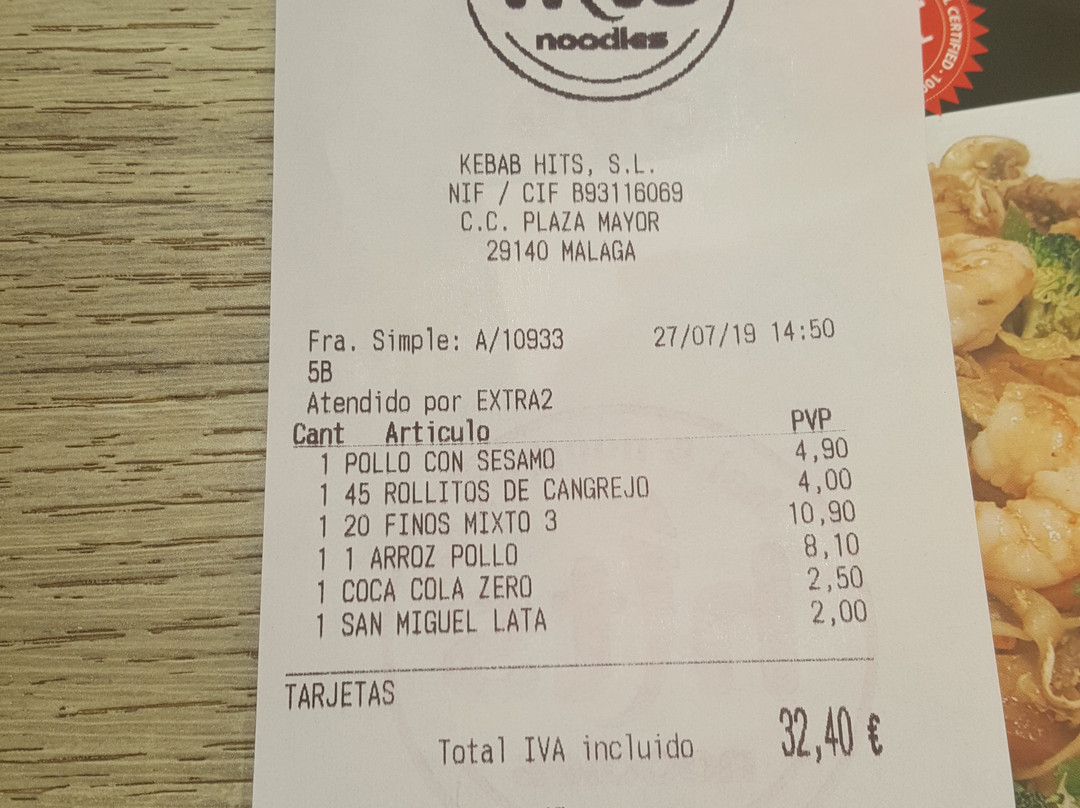 noodles
KEBAB HITS, S.L.
NIF / CIF B93116069
C.C. PLAZA MAYOR
29140 MALAGA
Fra. Simple: A/10933 27/07/19 14:50
5B
Atendido por EXTRA2
Cant Articulo PVP
1 POLLO CON SESAMO 4,90
1 45 ROLLITOS DE CANGREJO 4,00
1 20 FINOS MIXTO 3 10,90
1 1 ARROZ POLLO 8,10
1 COCA COLA ZERO 2,50
1 SAN MIGUEL LATA 2,00
TARJETAS
Total IVA incluido 32,40 €
CERTIFIED